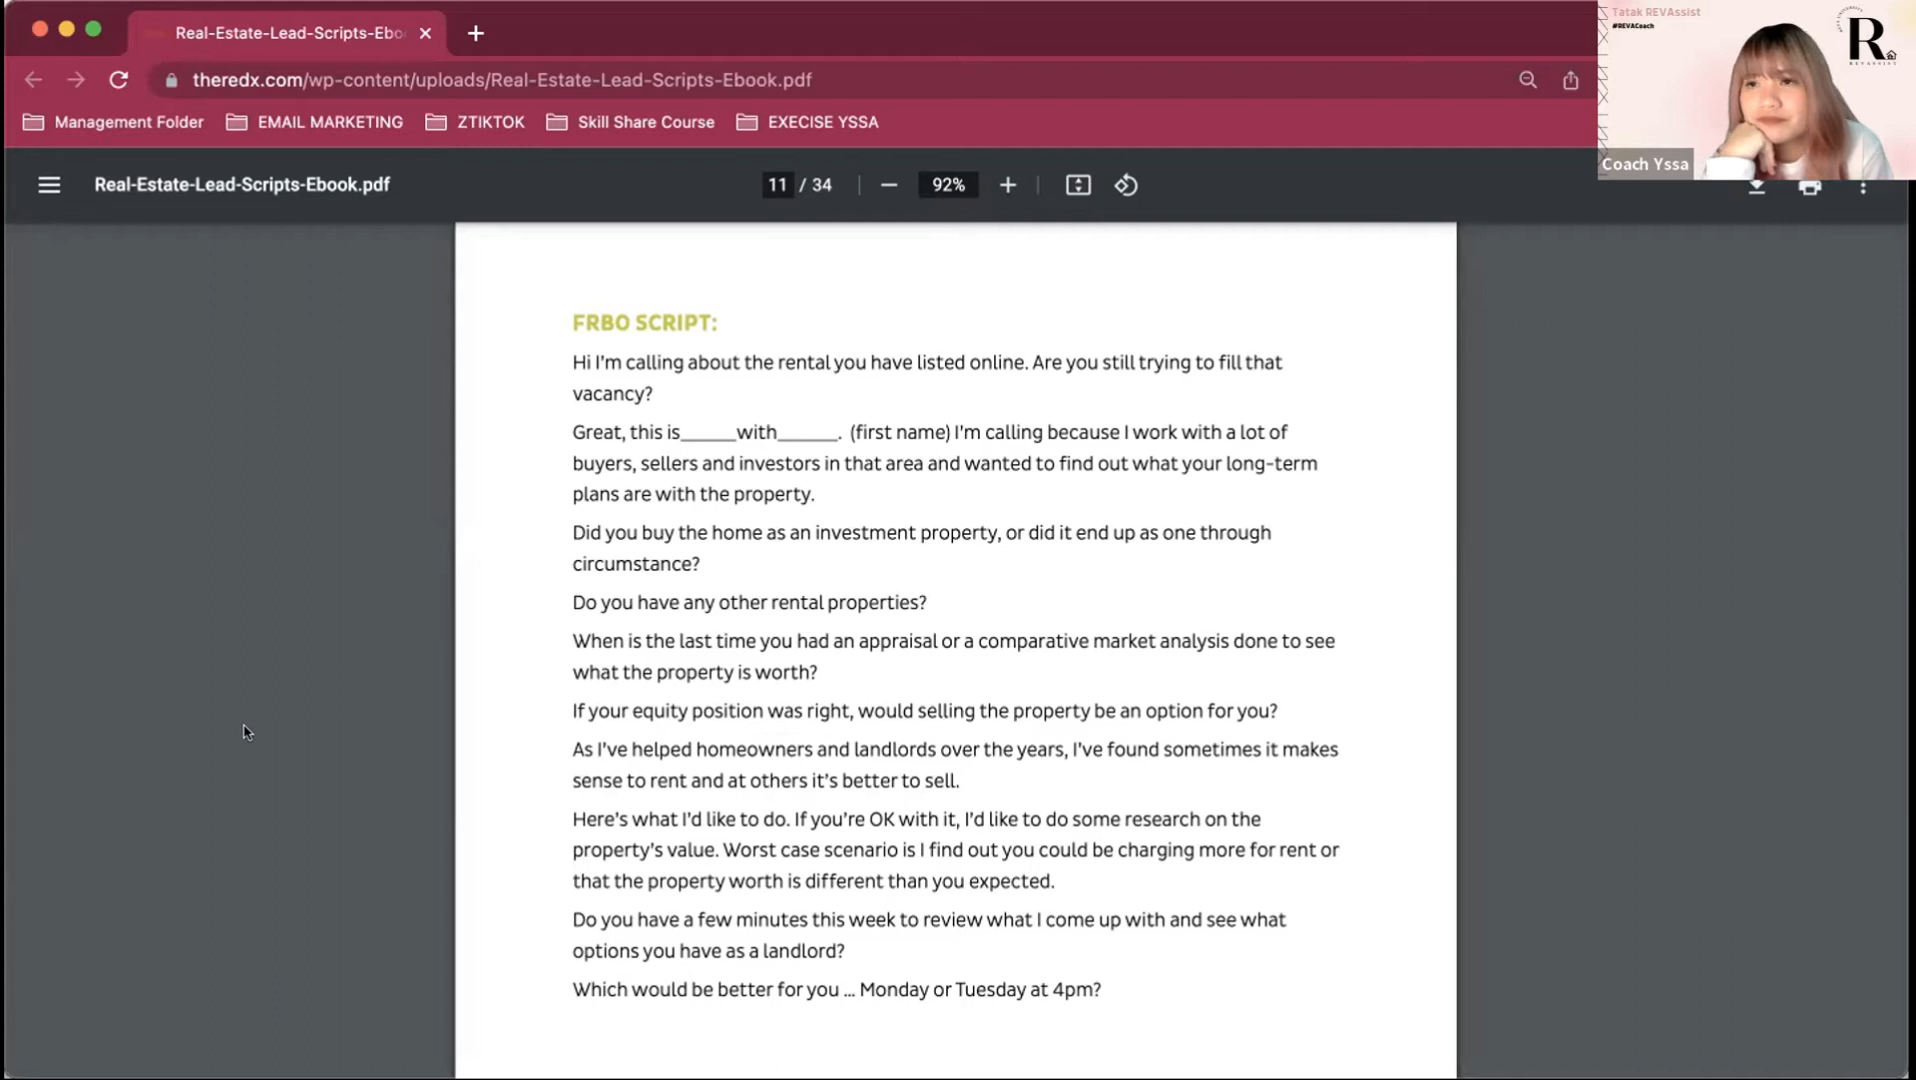 Real-Estate-Lead-Scripts-Ebo
theredx.com/wp-content/uploads/Real-Estate-Lead-Scripts-Ebook.pdf
Management Folder
EMAIL MARKETING
ZTIKTOK
Skill Share Course
EXECISE YSSA
Tatak REVAssist
#REVACoach
R
REVASSIST
Coach Yssa
Real-Estate-Lead-Scripts-Ebook.pdf
11 / 34
92%
FRBO SCRIPT:
Hi I'm calling about the rental you have listed online. Are you still trying to fill that
vacancy?
Great, this is______with______. (first name) I'm calling because I work with a lot of
buyers, sellers and investors in that area and wanted to find out what your long-term
plans are with the property.
Did you buy the home as an investment property, or did it end up as one through
circumstance?
Do you have any other rental properties?
When is the last time you had an appraisal or a comparative market analysis done to see
what the property is worth?
If your equity position was right, would selling the property be an option for you?
As I've helped homeowners and landlords over the years, I've found sometimes it makes
sense to rent and at others it's better to sell.
Here's what I'd like to do. If you're OK with it, I'd like to do some research on the
property's value. Worst case scenario is I find out you could be charging more for rent or
that the property worth is different than you expected.
Do you have a few minutes this week to review what I come up with and see what
options you have as a landlord?
Which would be better for you ... Monday or Tuesday at 4pm?